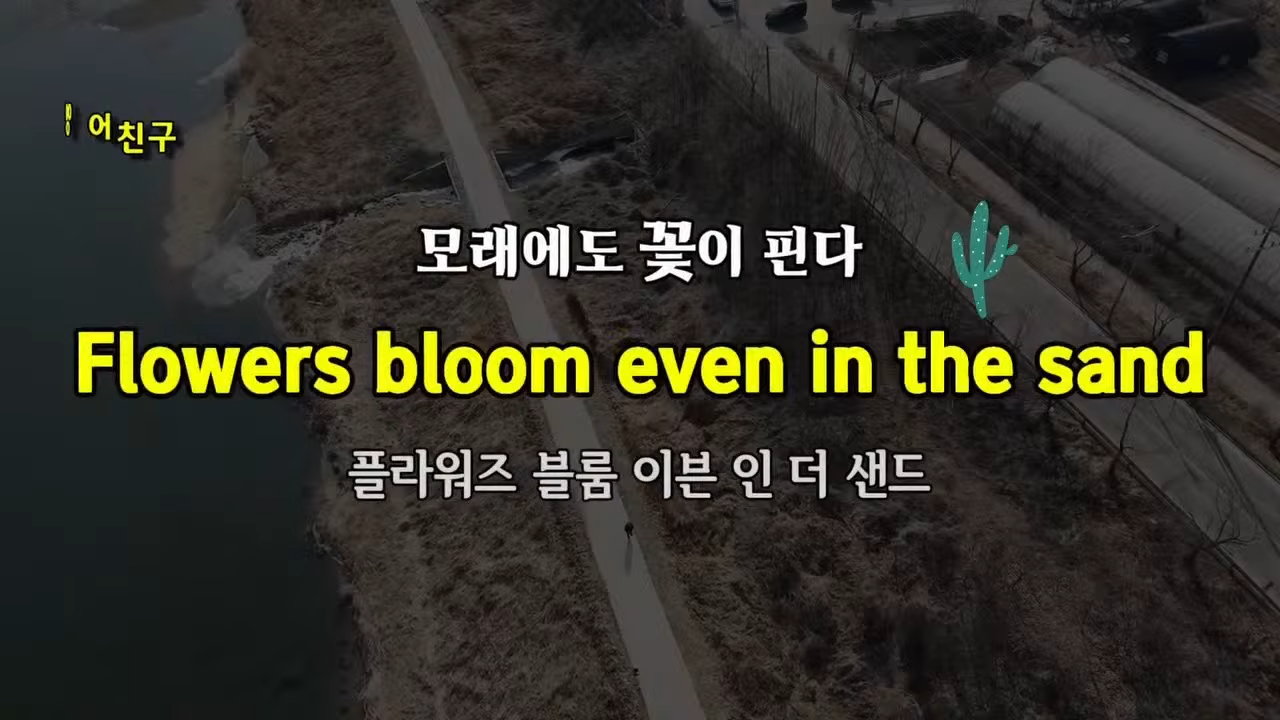 어친구
모래에도 꽃이 핀다
Flowers bloom even in the sand
플라워즈 블룸 이븐 인 더 샌드